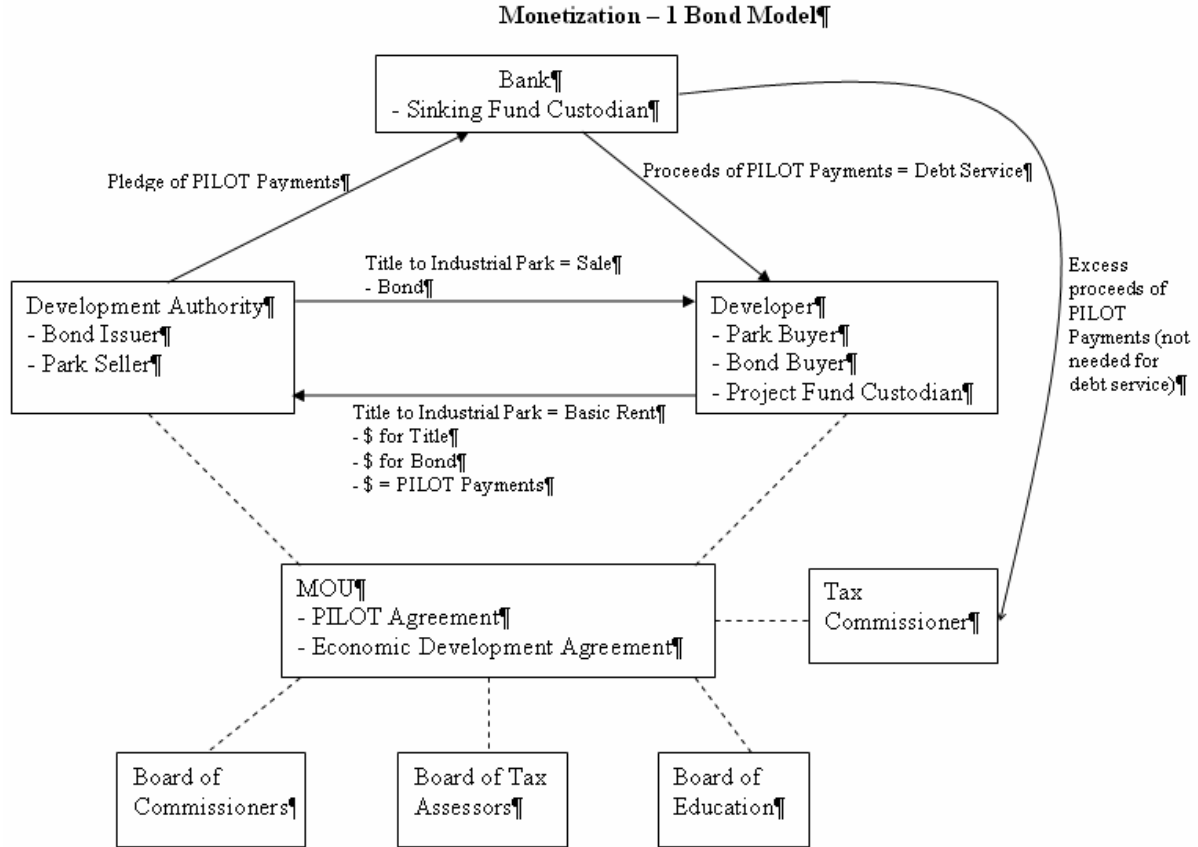 Monetization – 1 Bond Model¶
Bank¶
- Sinking Fund Custodian¶
Pledge of PILOT Payments¶
Proceeds of PILOT Payments = Debt Service¶
Title to Industrial Park = Sale¶
- Bond¶
Excess
proceeds of
PILOT
Payments (not
needed for
debt service)¶
Development Authority¶
- Bond Issuer¶
- Park Seller¶
Developer¶
- Park Buyer¶
- Bond Buyer¶
- Project Fund Custodian¶
Title to Industrial Park = Basic Rent¶
- $ for Title¶
- $ for Bond¶
- $ = PILOT Payments¶
MOU¶
- PILOT Agreement¶
- Economic Development Agreement¶
Tax
Commissioner¶
Board of
Commissioners¶
Board of Tax
Assessors¶
Board of
Education¶